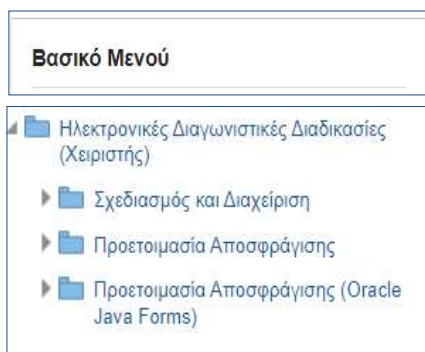 Βασικό Μενού
Ηλεκτρονικές Διαγωνιστικές Διαδικασίες
(Χειριστής)
Σχεδιασμός και Διαχείριση
Προετοιμασία Αποσφράγισης
Προετοιμασία Αποσφράγισης (Oracle
Java Forms)